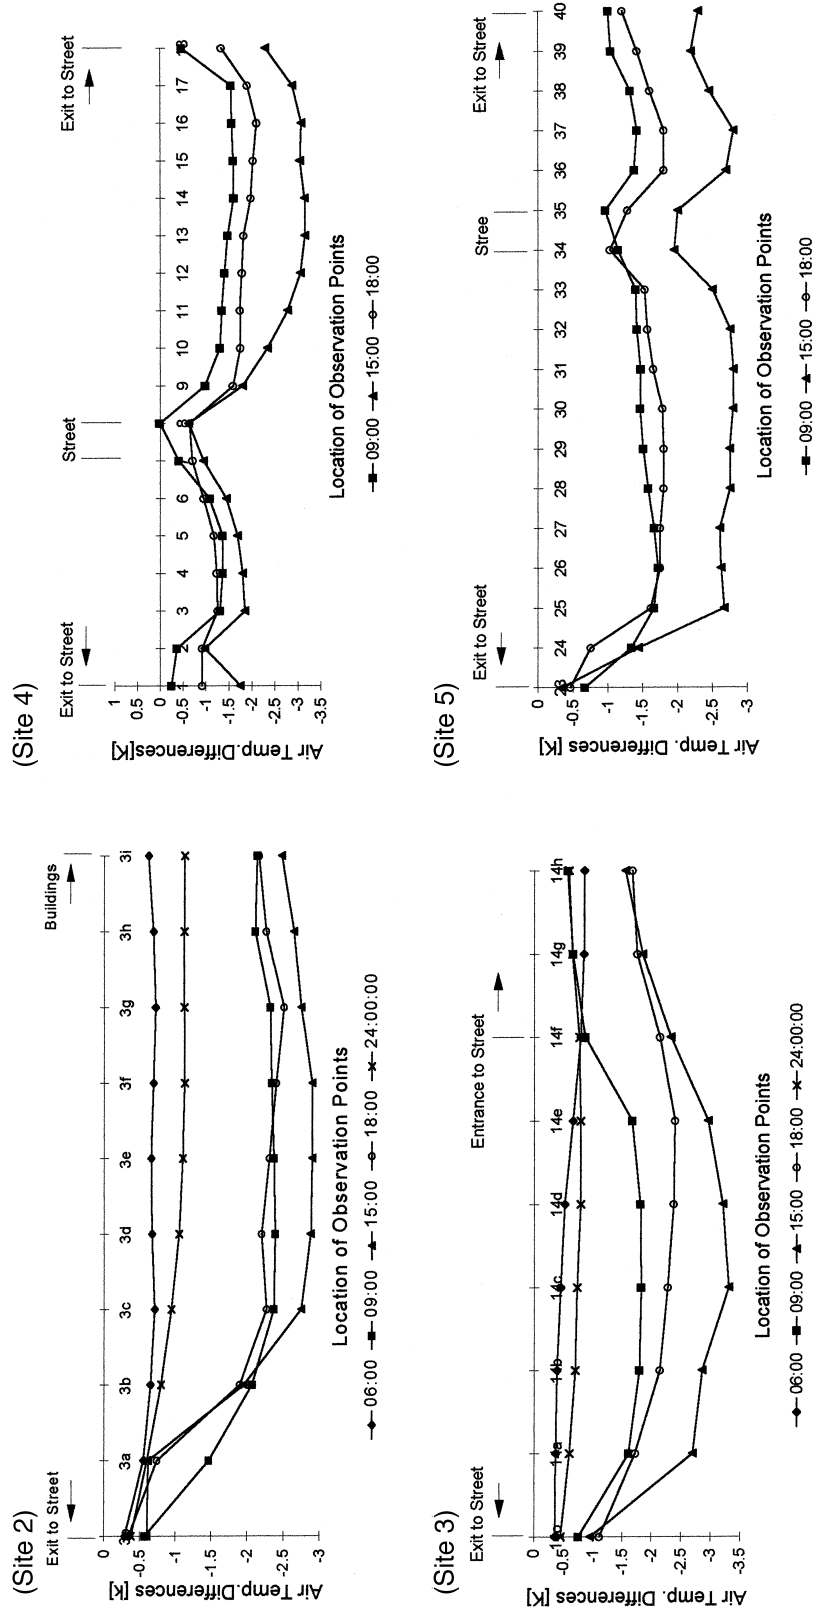 (Site 2)
Exit to Street
Buildings
3 3a 3b 3c 3d 3e 3f 3g 3h 3i
0
-0.5
-1
-1.5
-2
-2.5
-3
Air Temp.Differences [K]
Location of Observation Points
06:00 09:00 15:00 18:00 24:00:00
(Site 4)
Exit to Street
Street
Exit to Street
2 3 4 5 6 9 10 11 12 13 14 15 16 17
1
0.5
0
-0.5
-1
-1.5
-2
-2.5
-3
-3.5
Air Temp.Differences[K]
Location of Observation Points
09:00 15:00 18:00
(Site 3)
Exit to Street
Entrance to Street
14b 14c 14d 14e 14f 14g 14h
0
-0.5
-1
-1.5
-2
-2.5
-3
-3.5
Air Temp.Differences [K]
Location of Observation Points
06:00 09:00 15:00 18:00 24:00:00
(Site 5)
Exit to Street
Stree
Exit to Street
23 24 25 26 27 28 29 30 31 32 33 34 35 36 37 38 39 40
0
-0.5
-1
-1.5
-2
-2.5
-3
Air Temp. Differences [K]
Location of Observation Points
09:00 15:00 18:00